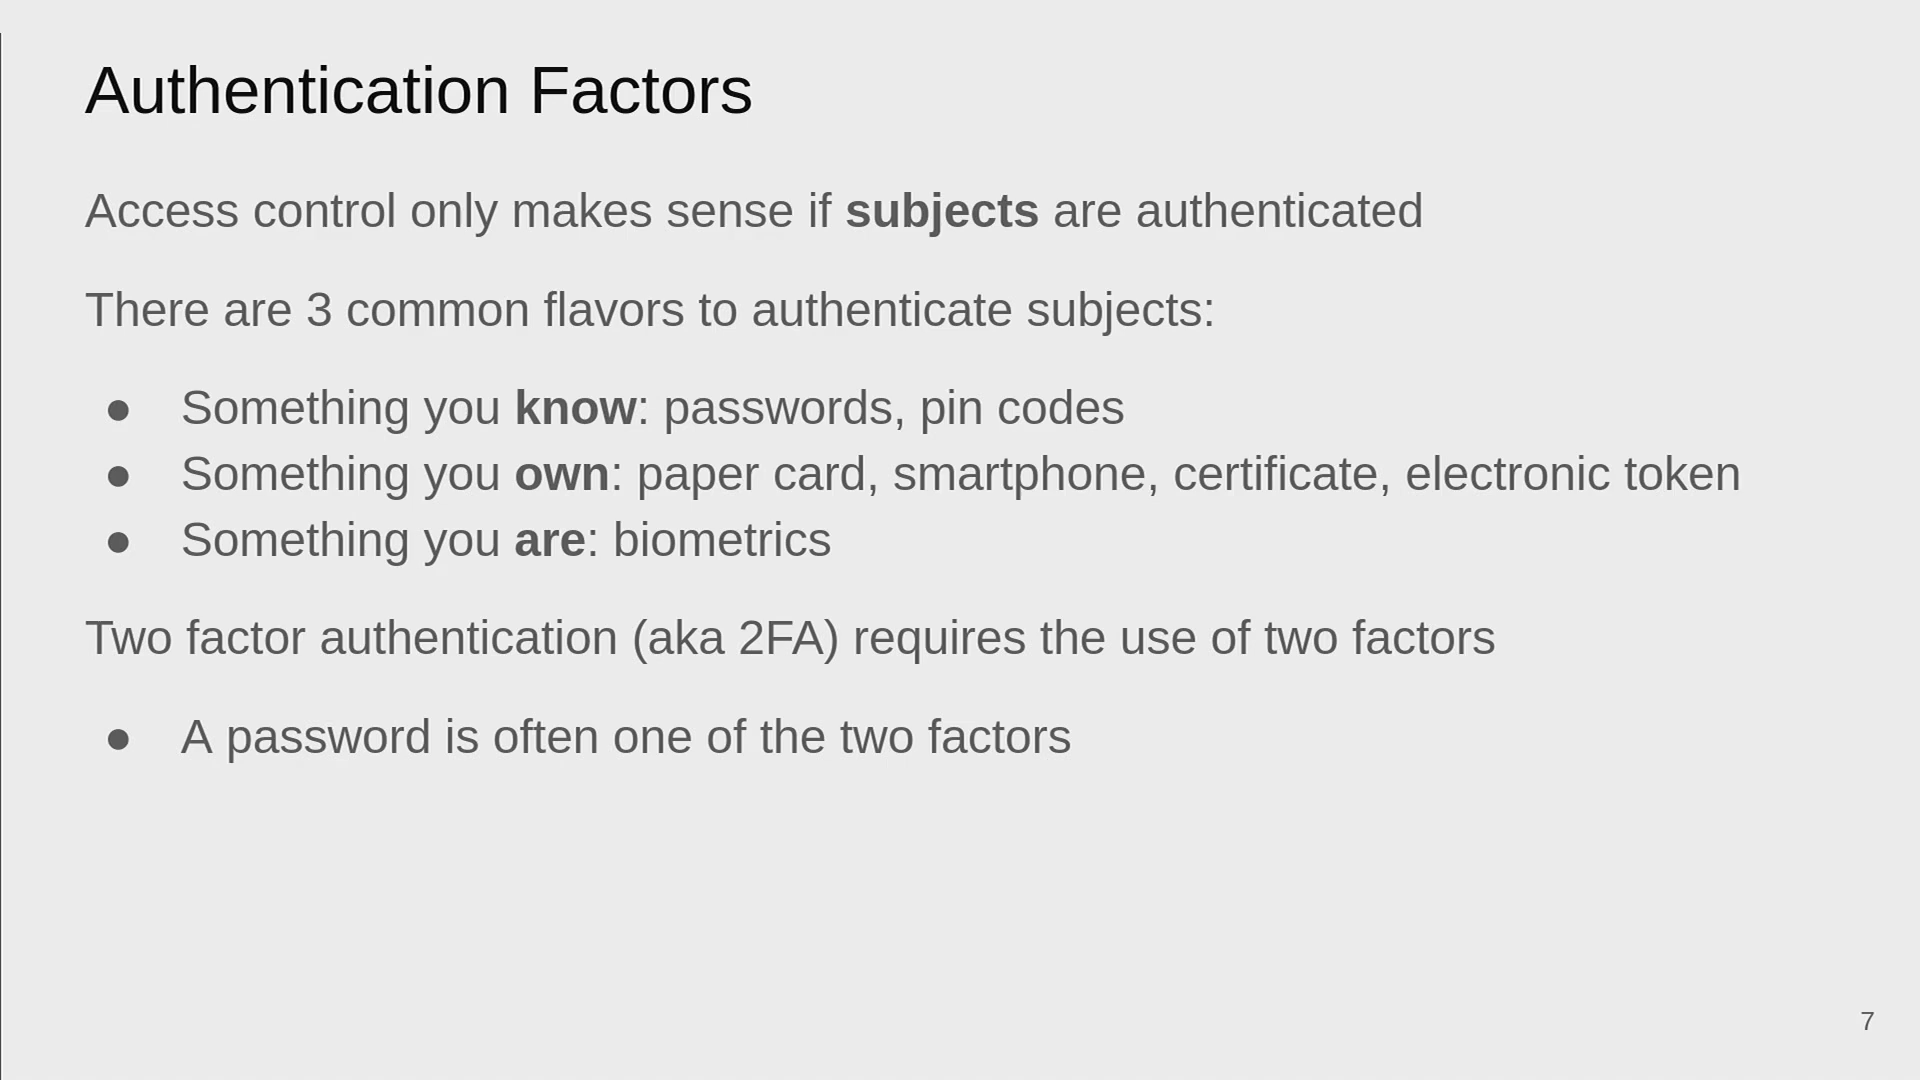 Authentication Factors
Access control only makes sense if subjects are authenticated
There are 3 common flavors to authenticate subjects:
● Something you know: passwords, pin codes
● Something you own: paper card, smartphone, certificate, electronic token
● Something you are: biometrics
Two factor authentication (aka 2FA) requires the use of two factors
● A password is often one of the two factors
7